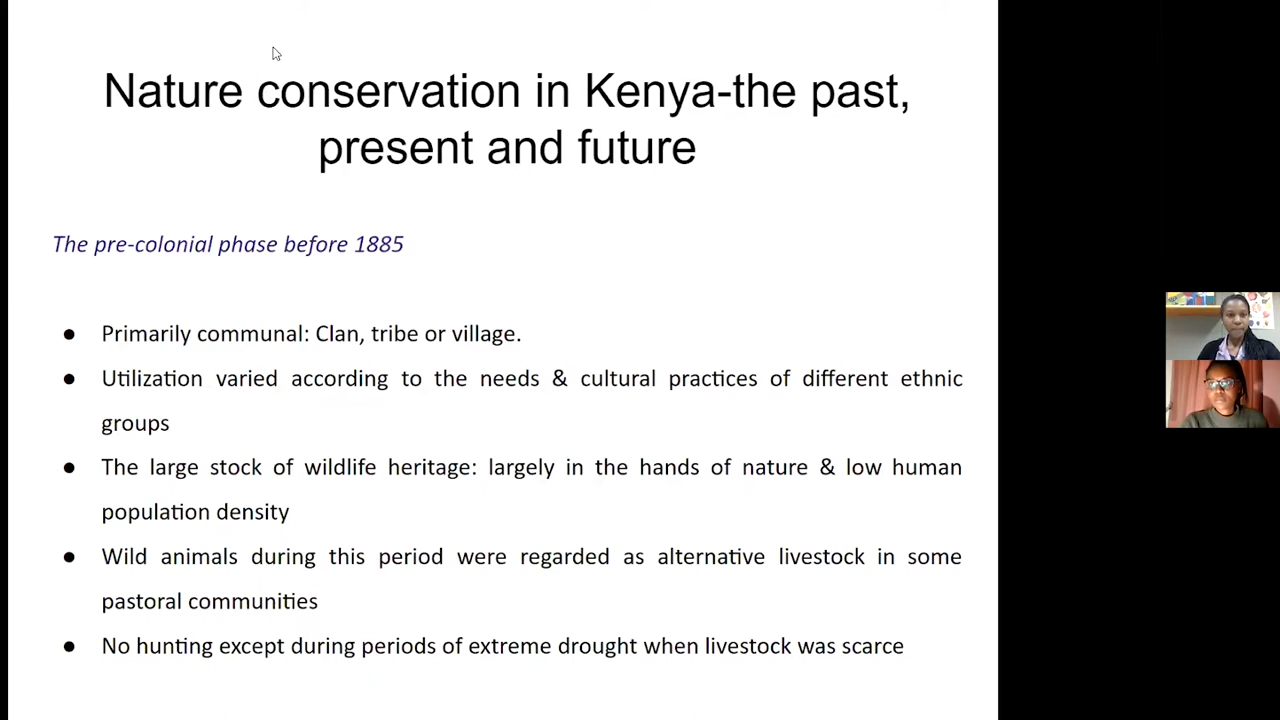 Nature conservation in Kenya-the past,
present and future
The pre-colonial phase before 1885
● Primarily communal: Clan, tribe or village.
● Utilization varied according to the needs & cultural practices of different ethnic
groups
● The large stock of wildlife heritage: largely in the hands of nature & low human
population density
● Wild animals during this period were regarded as alternative livestock in some
pastoral communities
● No hunting except during periods of extreme drought when livestock was scarce